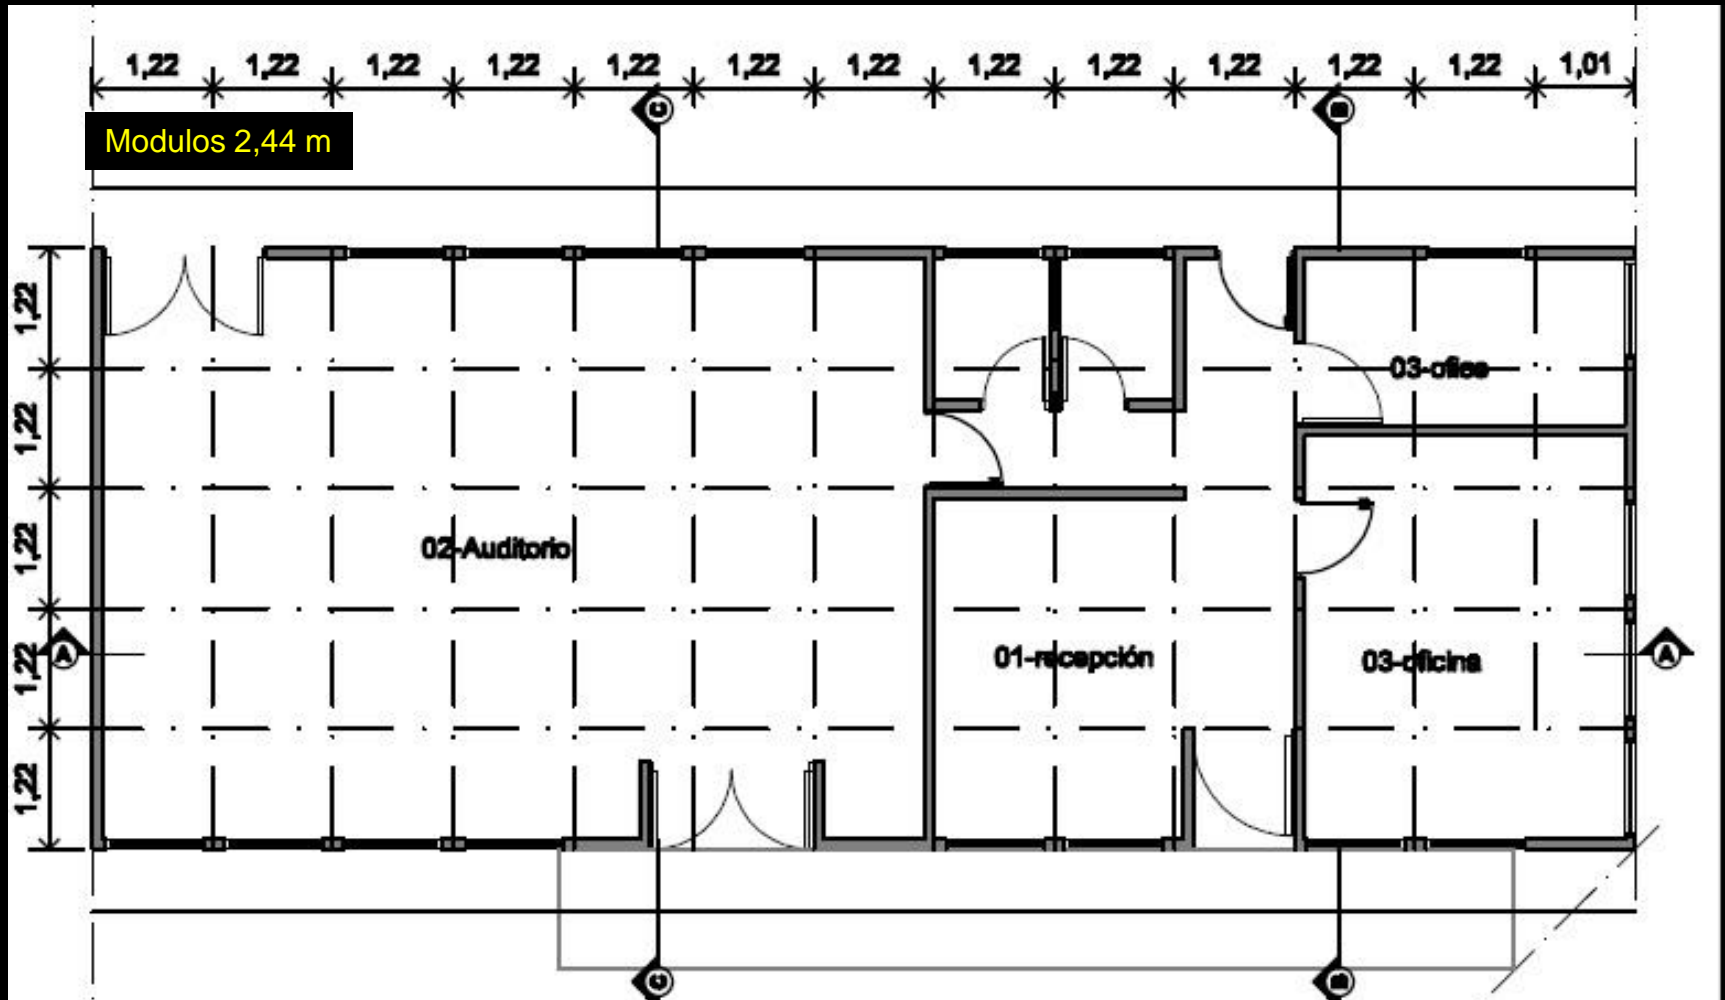 1,22 1,22 1,22 1,22 1,22 1,22 1,22 1,22 1,22 1,22 1,22 1,22 1,01
C B
Modulos 2,44 m
1,22
03-ofice
1,22
1,22
02-Auditorio
1,22
A 01-recepción 03-oficina A
1,22
C B